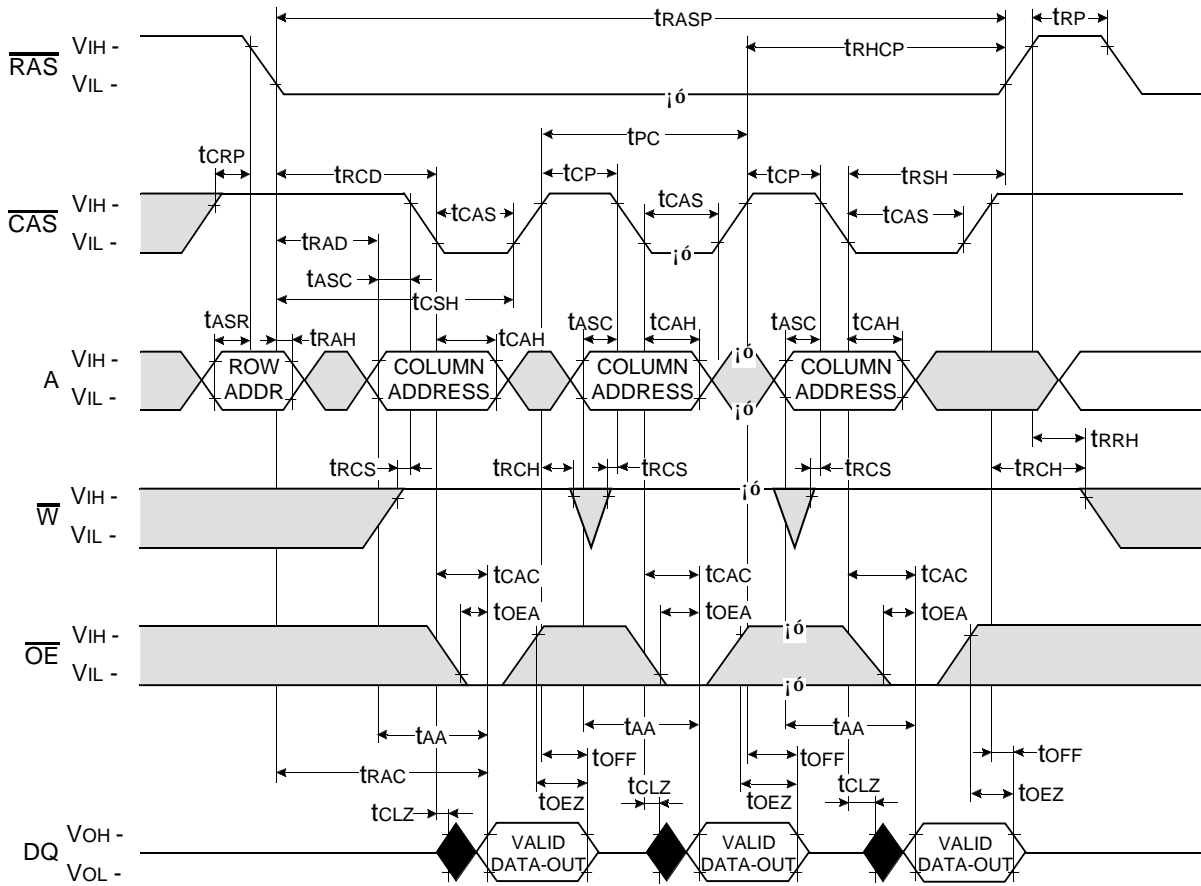 tRASP
tRP
VIH -
RAS
VIL -
tRHCP
¡ó
tPC
tCRP
tRCD
tCP
tCP
tRSH
VIH -
CAS
VIL -
tCAS
tCAS
tCAS
¡ó
tRAD
tASC
tCSH
tASR
tRAH
tCAH
tASC
tCAH
tASC
tCAH
VIH -
A
VIL -
ROW
ADDR
COLUMN
ADDRESS
COLUMN
ADDRESS
¡ó
¡ó
COLUMN
ADDRESS
tRRH
tRCS
tRCH
tRCS
tRCS
tRCH
VIH -
W
VIL -
¡ó
tCAC
tCAC
tCAC
tOEA
tOEA
tOEA
VIH -
OE
VIL -
¡ó
¡ó
tAA
tAA
tAA
tOFF
tOFF
tOFF
tRAC
tOEZ
tCLZ
tOEZ
tCLZ
tOEZ
tCLZ
VOH -
DQ
VOL -
VALID
DATA-OUT
VALID
DATA-OUT
VALID
DATA-OUT